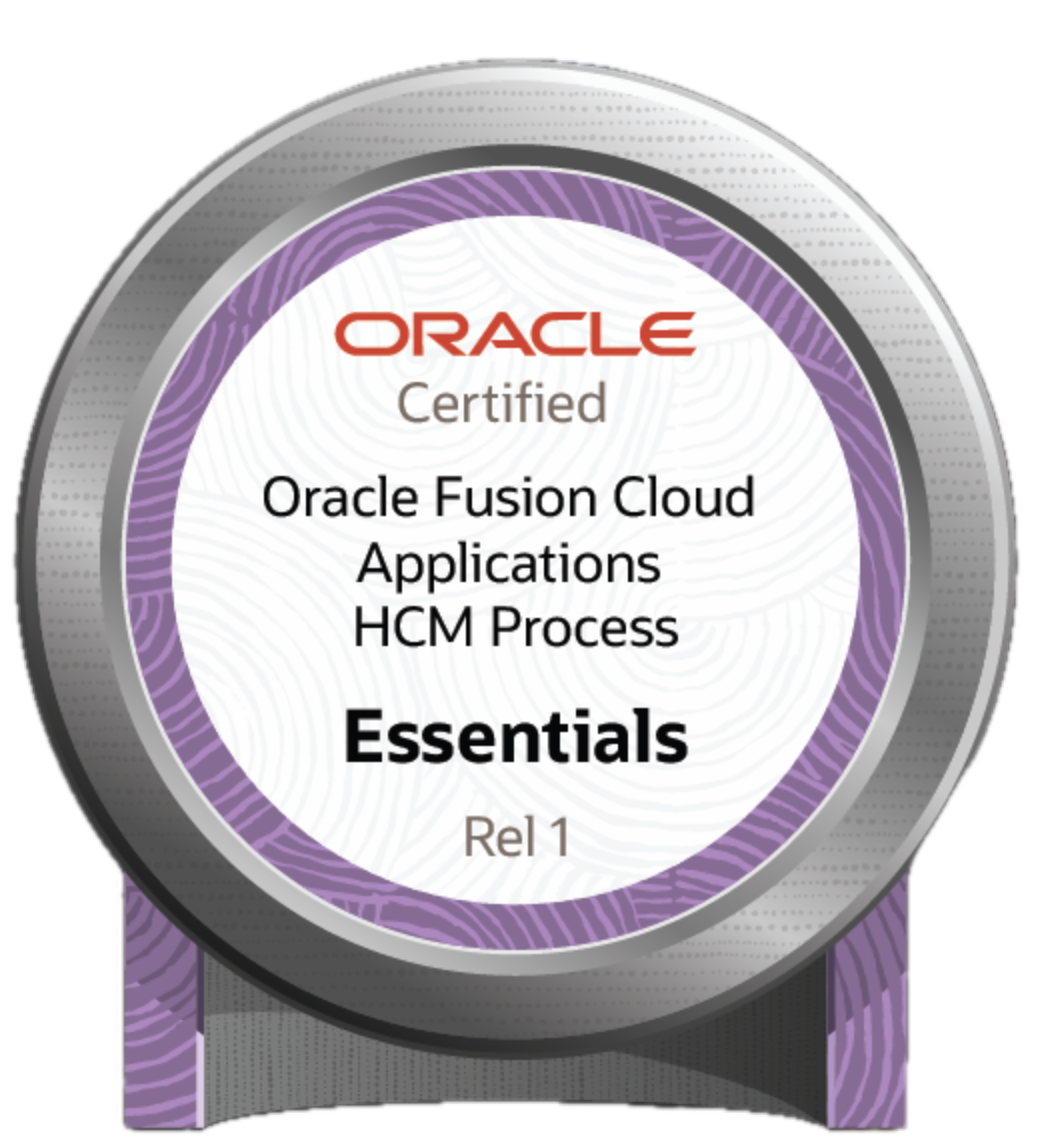 ORACLE
Certified
Oracle Fusion Cloud
Applications
HCM Process
Essentials
Rel 1